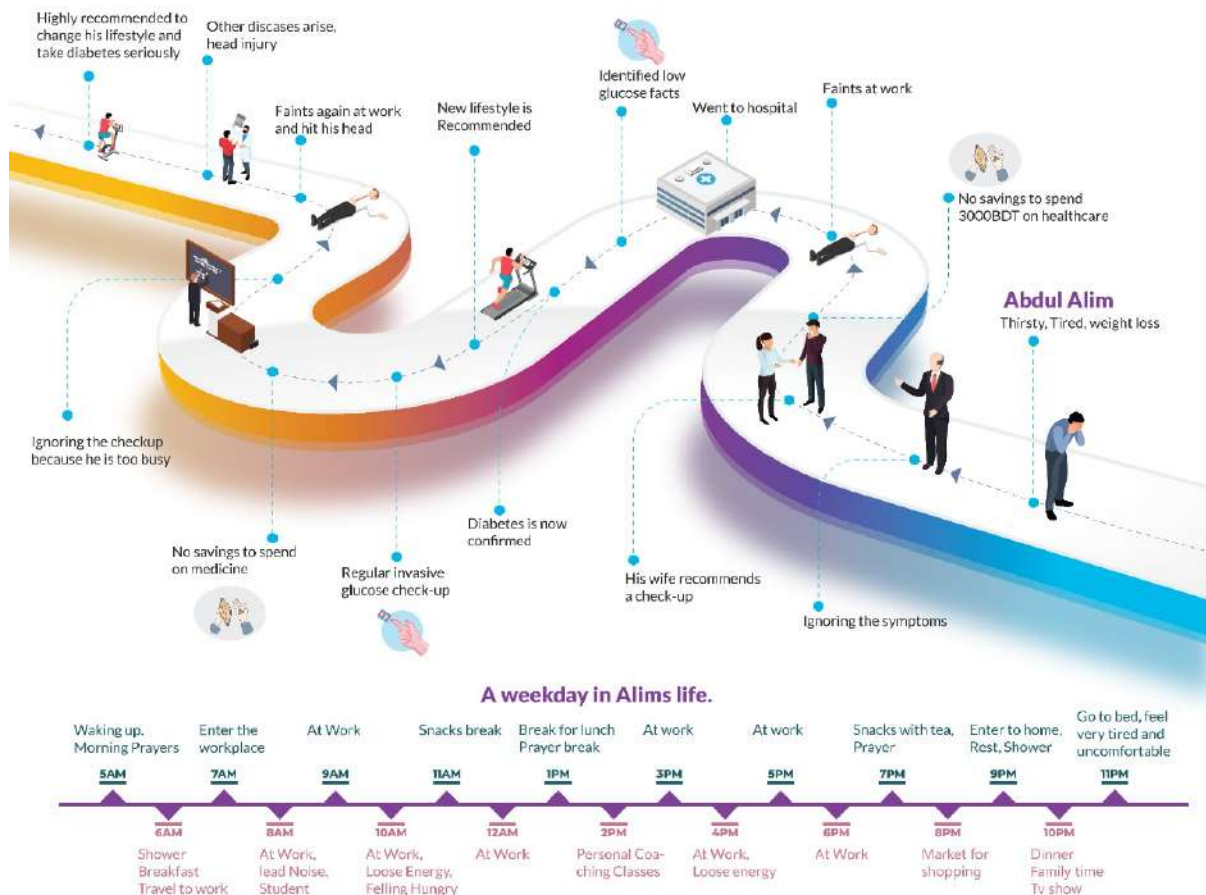 Highly recommended to
change his lifestyle and
take diabetes seriously
Other discases arise,
head injury
Faints again at work
and hit his head
New lifestyle is
Recommended
Identified low
glucose facts
Went to hospital
Faints at work
No savings to spend
3000BDT on healthcare
Abdul Alim
Thirsty, Tired, weight loss
Ignoring the checkup
because he is too busy
No savings to spend
on medicine
Regular invasive
glucose check-up
Diabetes is now
confirmed
His wife recommends
a check-up
Ignoring the symptoms
A weekday in Alims life.
Waking up.
Morning Prayers
5AM
Enter the
workplace
7AM
At Work
9AM
Snacks break
11AM
Break for lunch
Prayer break
1PM
At work
3PM
At work
5PM
Snacks with tea,
Prayer
7PM
Enter to home,
Rest, Shower
9PM
Go to bed, feel
very tired and
uncomfortable
11PM
6AM
Shower
Breakfast
Travel to work
8AM
At Work,
lead Noise,
Student
10AM
At Work,
Loose Energy,
Felling Hungry
12AM
At Work
2PM
Personal Coa-
ching Classes
4PM
At Work,
Loose energy
6PM
At Work
8PM
Market for
shopping
10PM
Dinner
Family time
Tv show